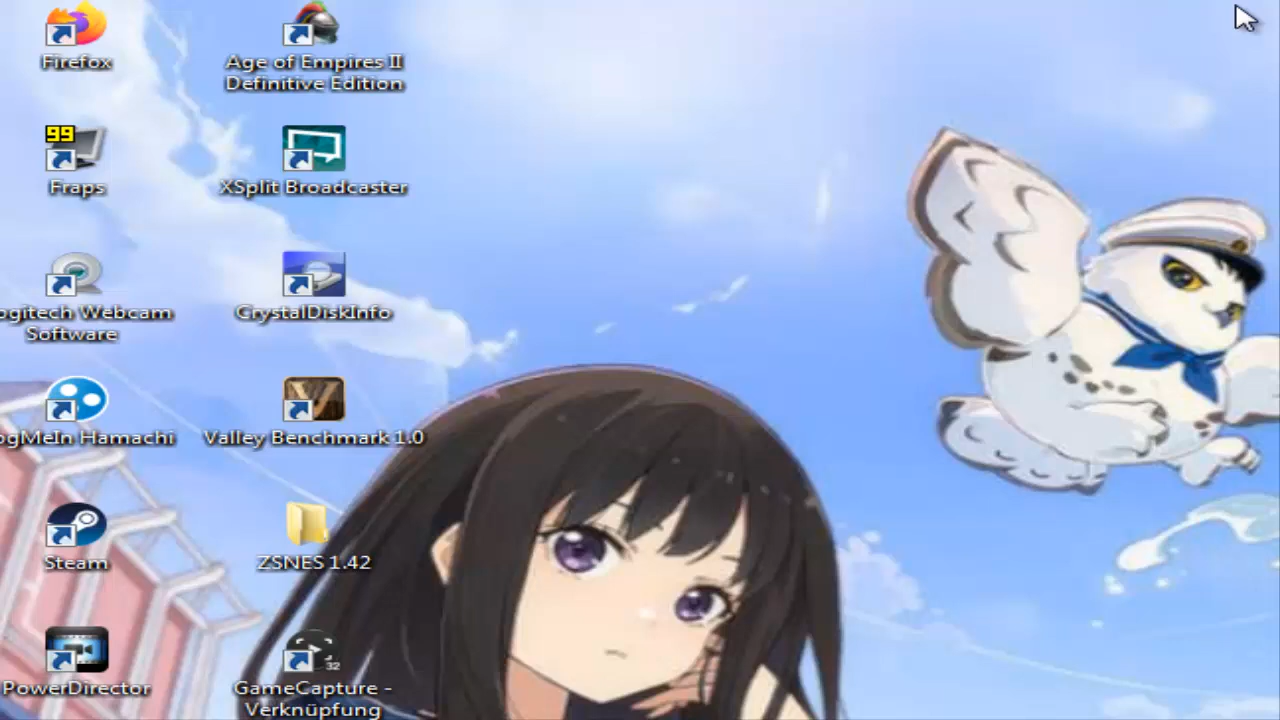 Firefox
Age of Empires II
Definitive Edition
99
Fraps
XSplit Broadcaster
ogitech Webcam
Software
CrystalDiskInfo
ogMeIn Hamachi
Valley Benchmark 1.0
Steam
ZSNES 1.42
PowerDirector
32
GameCapture -
Verknüpfung